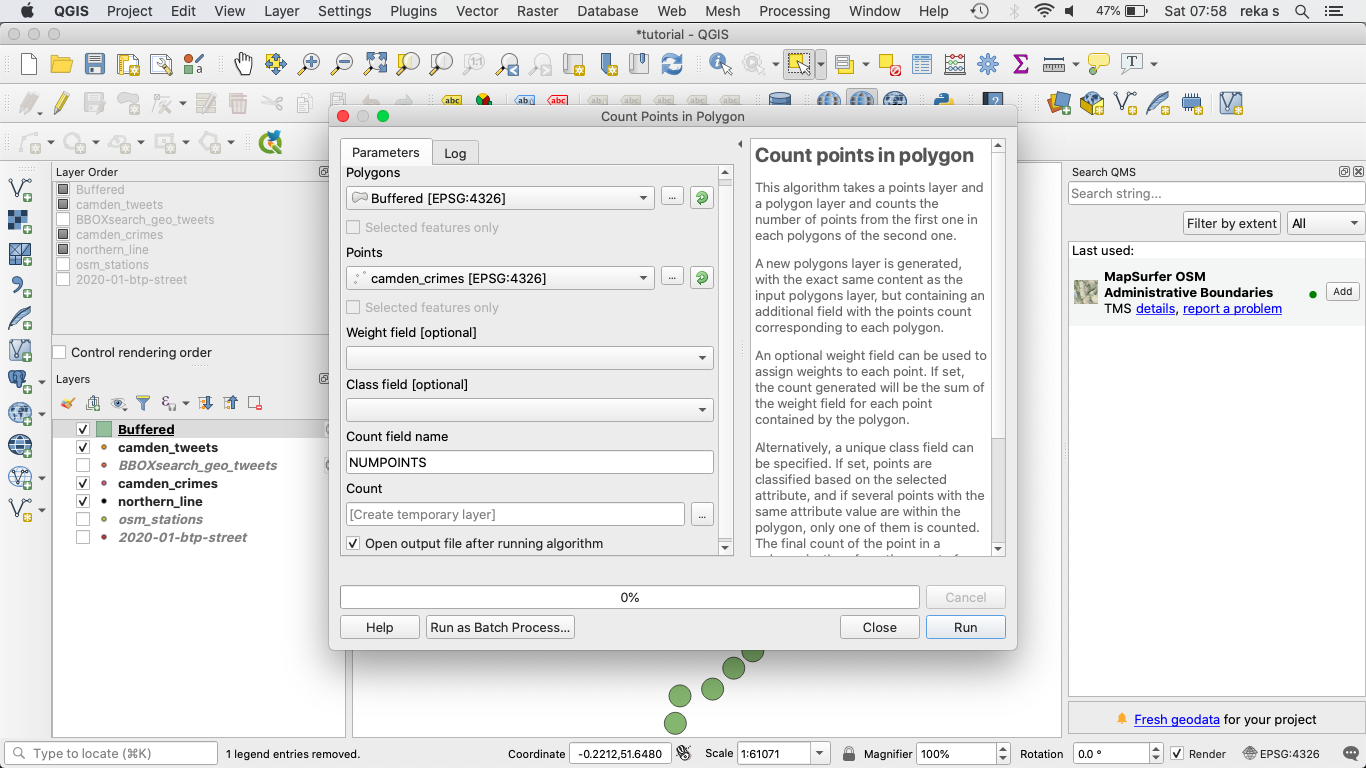 QGIS Project Edit View Layer Settings Plugins Vector Raster Database Web Mesh Processing Window Help 47% Sat 07:58 reka s
*tutorial - QGIS
Count Points in Polygon
Layer Order
Buffered
camden_tweets
BBOXsearch_geo_tweets
camden_crimes
northern_line
osm_stations
2020-01-btp-street
Control rendering order
Layers
Buffered
camden_tweets
BBOXsearch_geo_tweets
camden_crimes
northern_line
osm_stations
2020-01-btp-street
Parameters Log
Polygons
Buffered [EPSG:4326] ...
Selected features only
Points
camden_crimes [EPSG:4326] ...
Selected features only
Weight field [optional]
Class field [optional]
Count field name
NUMPOINTS
Count
[Create temporary layer] ...
Open output file after running algorithm
Count points in polygon
This algorithm takes a points layer and
a polygon layer and counts the
number of points from the first one in
each polygons of the second one.
A new polygons layer is generated,
with the exact same content as the
input polygons layer, but containing an
additional field with the points count
corresponding to each polygon.
An optional weight field can be used to
assign weights to each point. If set,
the count generated will be the sum of
the weight field for each point
contained by the polygon.
Alternatively, a unique class field can
be specified. If set, points are
classified based on the selected
attribute, and if several points with the
same attribute value are within the
polygon, only one of them is counted.
The final count of the point in a
0%
Cancel
Help Run as Batch Process... Close Run
Search QMS
Search string...
Filter by extent All
Last used:
MapSurfer OSM
Administrative Boundaries
TMS details, report a problem
Add
Fresh geodata for your project
Type to locate (⌘K) 1 legend entries removed. Coordinate -0.2212,51.6480 Scale 1:61071 Magnifier 100% Rotation 0.0 ° Render EPSG:4326